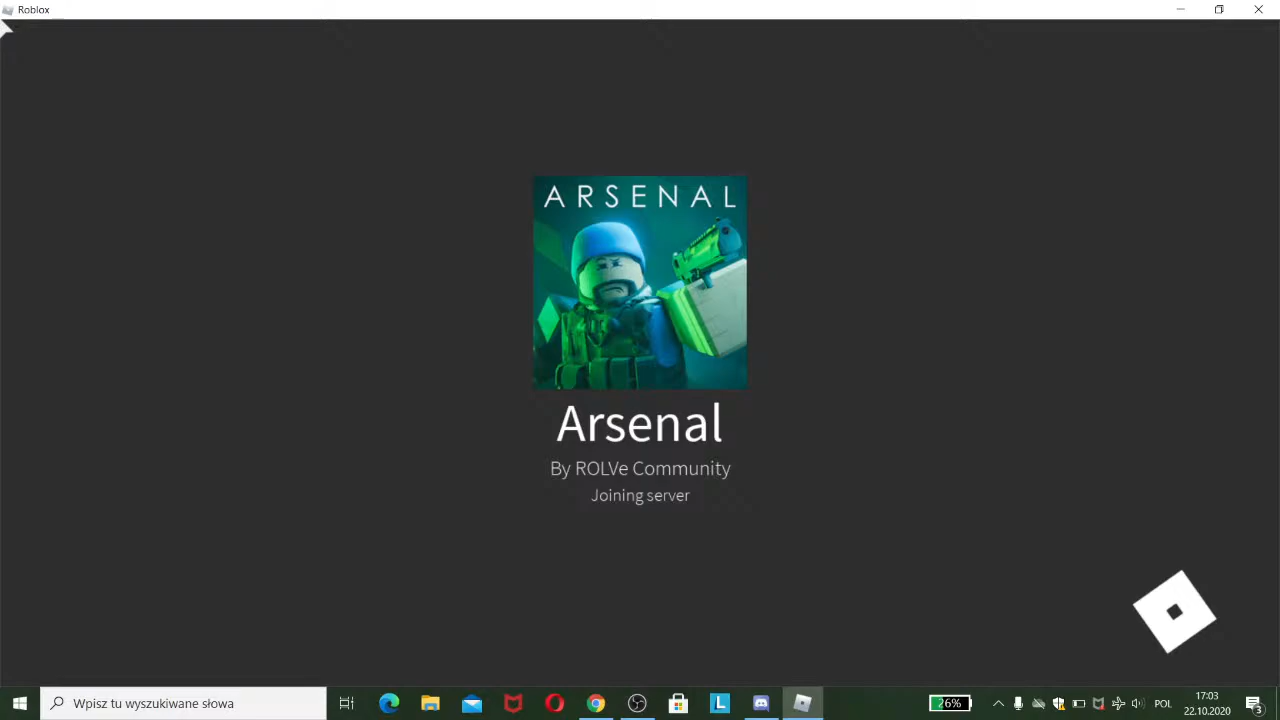 Roblox
ARSENAL
Arsenal
By ROLVe Community
Joining server
Wpisz tu wyszukiwane słowa
L
26%
POL
17:03
22.10.2020
3